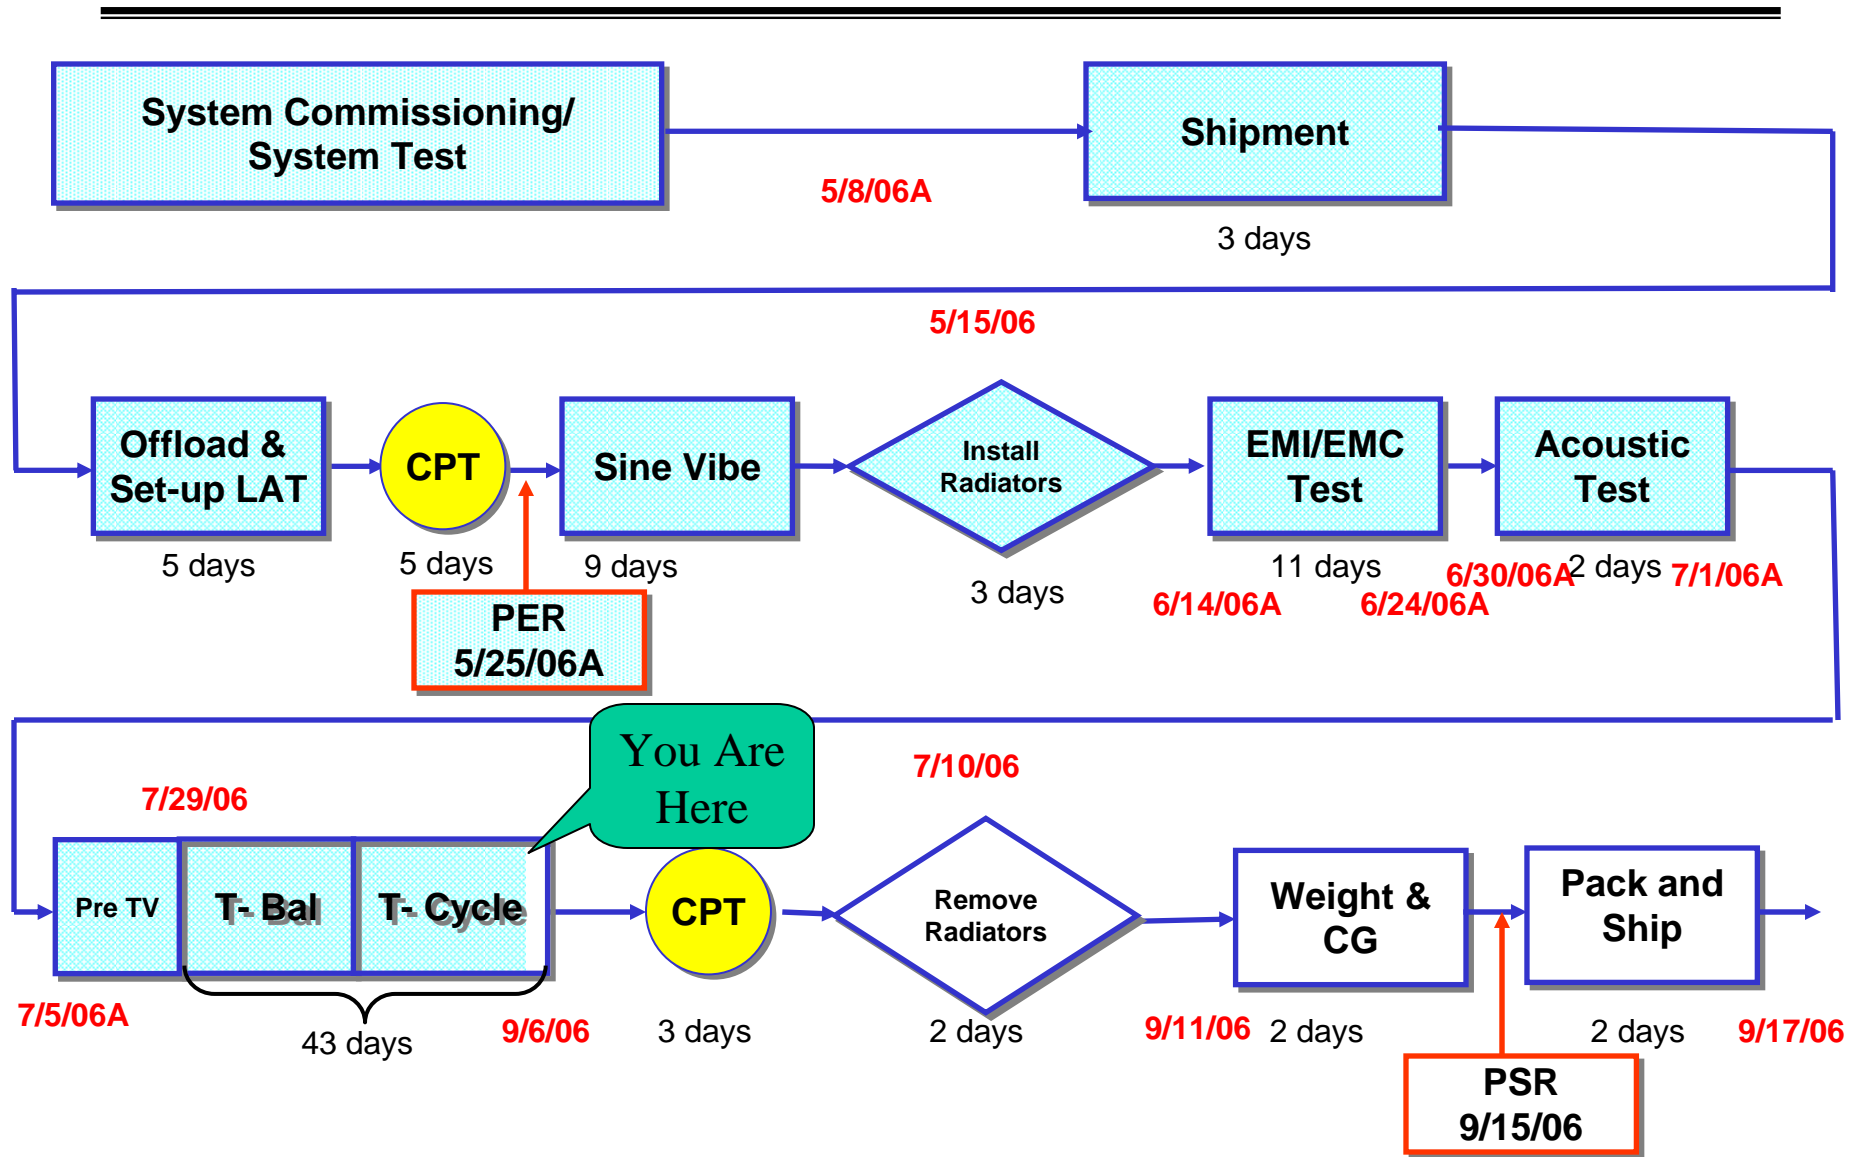 System Commissioning/
System Test
Shipment
5/8/06A
3 days
5/15/06
Offload &
Set-up LAT
CPT
Sine Vibe
Install
Radiators
EMI/EMC
Test
Acoustic
Test
5 days
5 days
9 days
3 days
11 days
2 days
6/14/06A
6/24/06A
6/30/06A
7/1/06A
PER
5/25/06A
You Are
Here
7/10/06
7/29/06
Pre TV
T- Bal
T- Cycle
CPT
Remove
Radiators
Weight &
CG
Pack and
Ship
7/5/06A
43 days
9/6/06
3 days
2 days
9/11/06
2 days
2 days
9/17/06
PSR
9/15/06